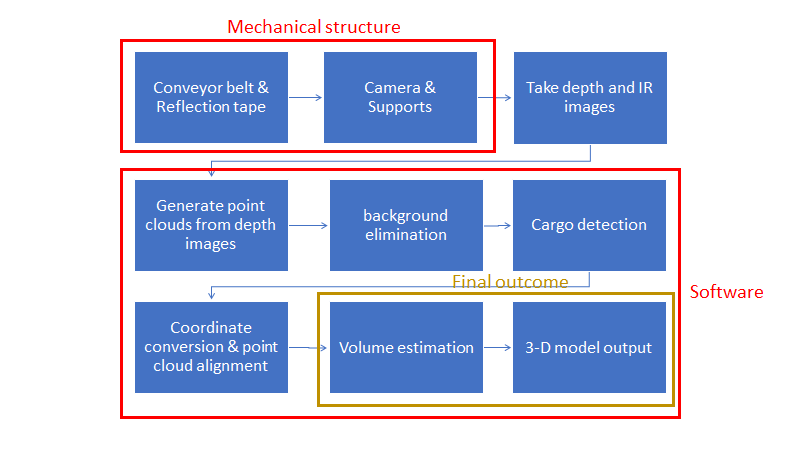 Mechanical structure
Conveyor belt &
Reflection tape
Camera &
Supports
Take depth and IR
images
Generate point
clouds from depth
images
background
elimination
Cargo detection
Final outcome
Software
Coordinate
conversion & point
cloud alignment
Volume estimation
3-D model output